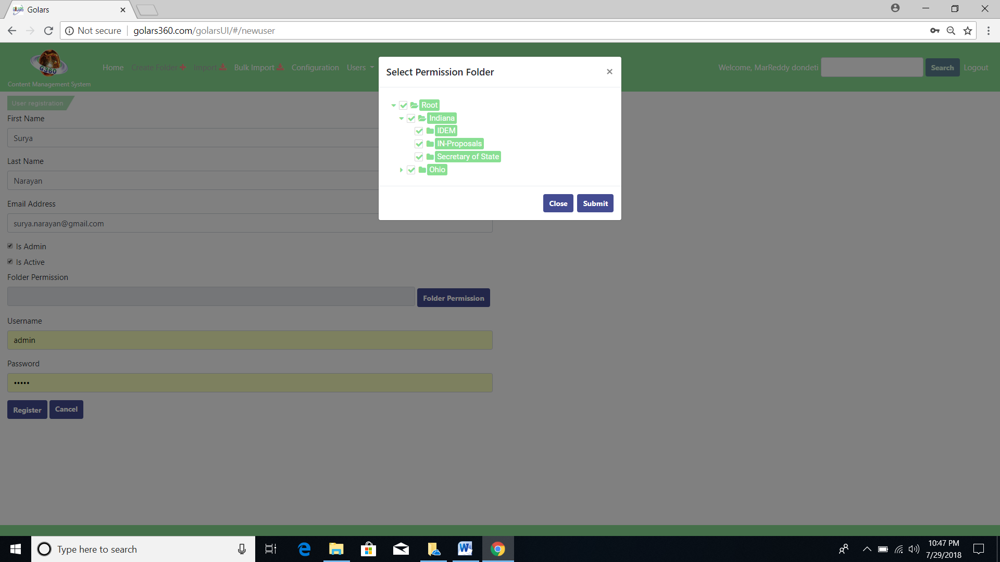 Golars
Not secure golars360.com/golarsUI/#/newuser
G360
Content Management System
Home Create Folder Import Bulk Import Configuration Users
Welcome, MarReddy dondeti Search Logout
Select Permission Folder
Root
Indiana
IDEM
IN-Proposals
Secretary of State
Ohio
Close Submit
User registration
First Name
Surya
Last Name
Narayan
Email Address
surya.narayan@gmail.com
Is Admin
Is Active
Folder Permission
Folder Permission
Username
admin
Password
•••••
Register Cancel
Type here to search
10:47 PM
7/29/2018